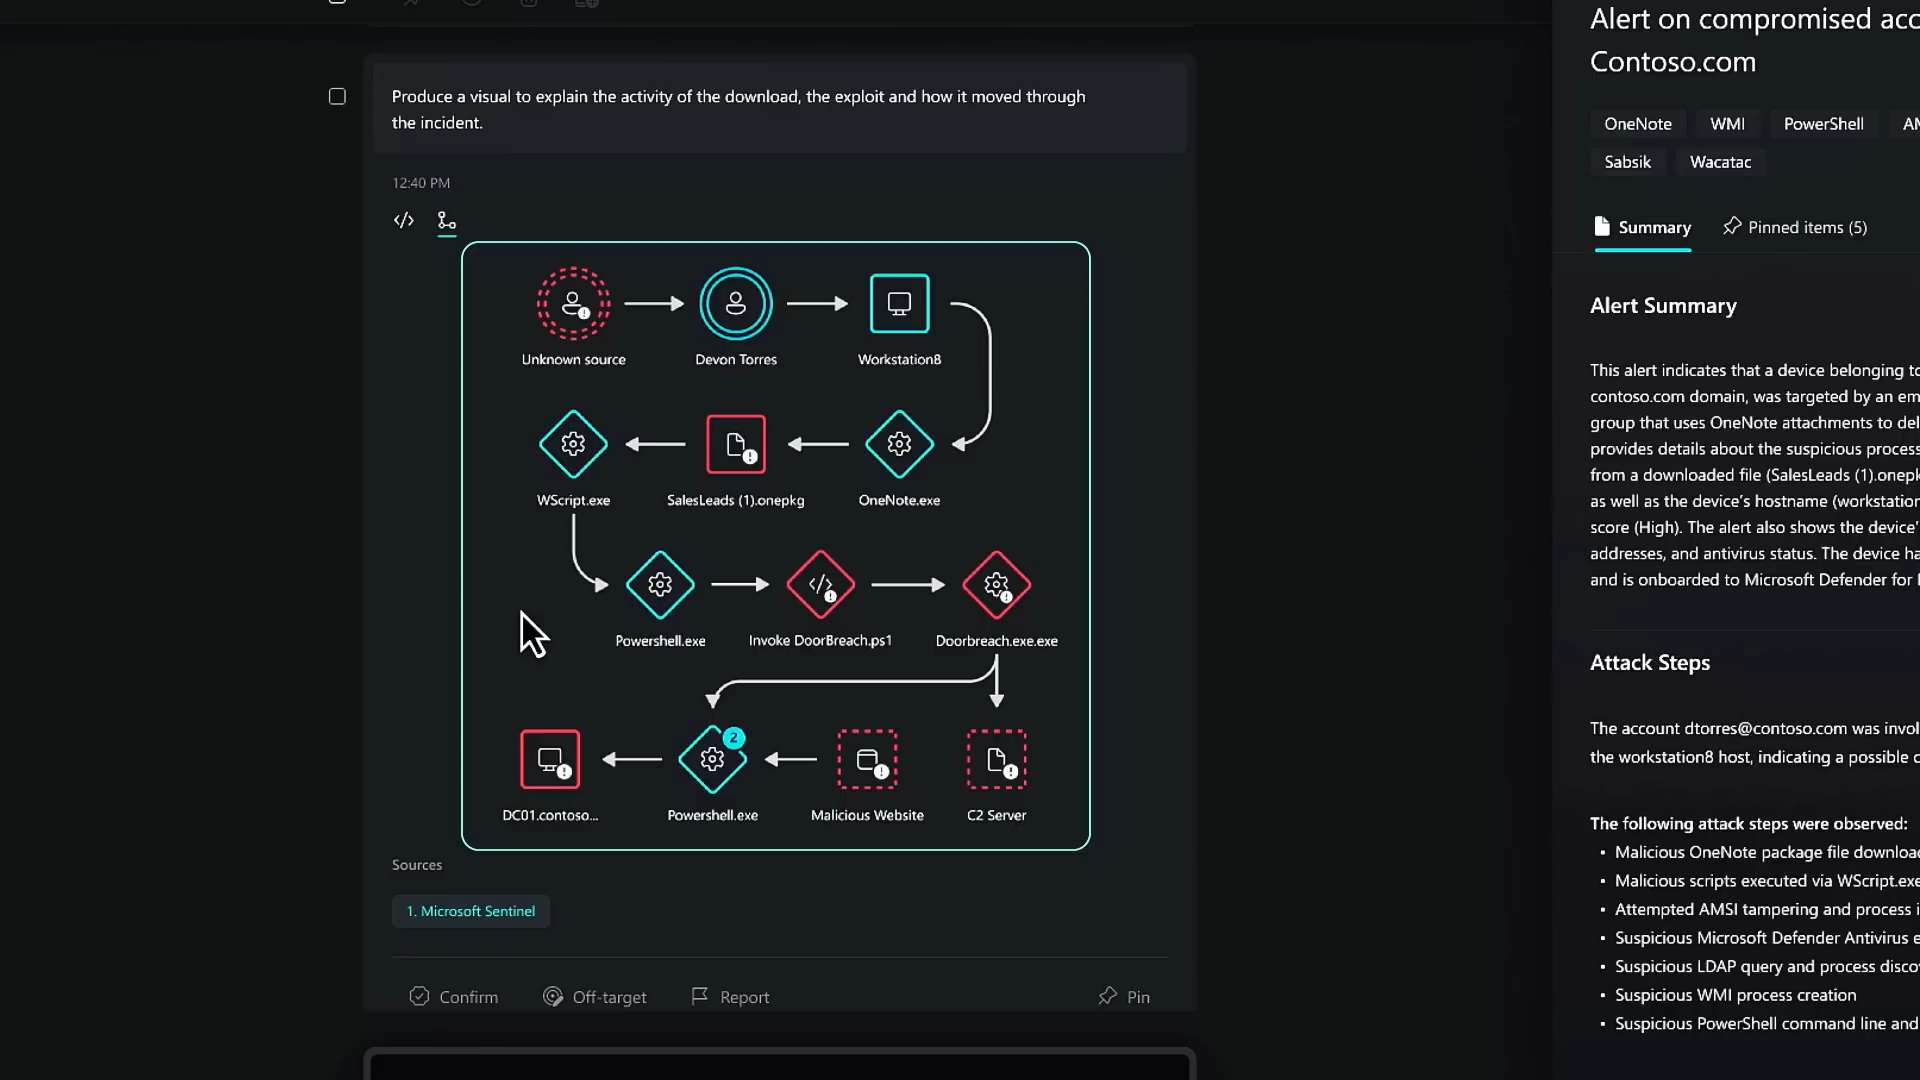 Produce a visual to explain the activity of the download, the exploit and how it moved through
the incident.
12:40 PM
Unknown source
Devon Torres
Workstation8
WScript.exe
SalesLeads (1).onepkg
OneNote.exe
Powershell.exe
Invoke DoorBreach.ps1
Doorbreach.exe.exe
2
DC01.contoso...
Powershell.exe
Malicious Website
C2 Server
Sources
1. Microsoft Sentinel
Confirm
Off-target
Report
Pin
Alert on compromised acc
Contoso.com
OneNote
WMI
PowerShell
AM
Sabsik
Wacatac
Summary
Pinned items (5)
Alert Summary
This alert indicates that a device belonging to
contoso.com domain, was targeted by an em
group that uses OneNote attachments to del
provides details about the suspicious process
from a downloaded file (SalesLeads (1).onepk
as well as the device's hostname (workstation
score (High). The alert also shows the device'
addresses, and antivirus status. The device ha
and is onboarded to Microsoft Defender for
Attack Steps
The account dtorres@contoso.com was invol
the workstation8 host, indicating a possible c
The following attack steps were observed:
• Malicious OneNote package file downloa
• Malicious scripts executed via WScript.exe
• Attempted AMSI tampering and process i
• Suspicious Microsoft Defender Antivirus e
• Suspicious LDAP query and process disco
• Suspicious WMI process creation
• Suspicious PowerShell command line and